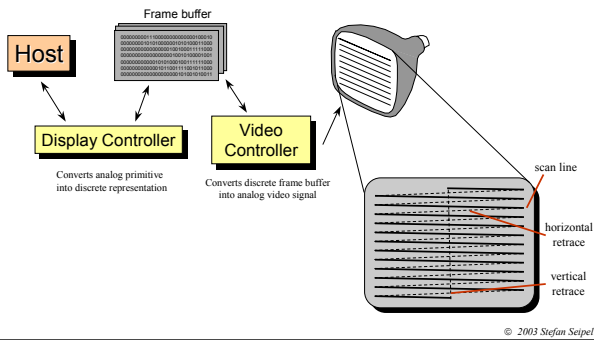 Frame buffer
Host
Display Controller
Converts analog primitive
into discrete representation
Video
Controller
Converts discrete frame buffer
into analog video signal
scan line
horizontal
retrace
vertical
retrace
© 2003 Stefan Seipel